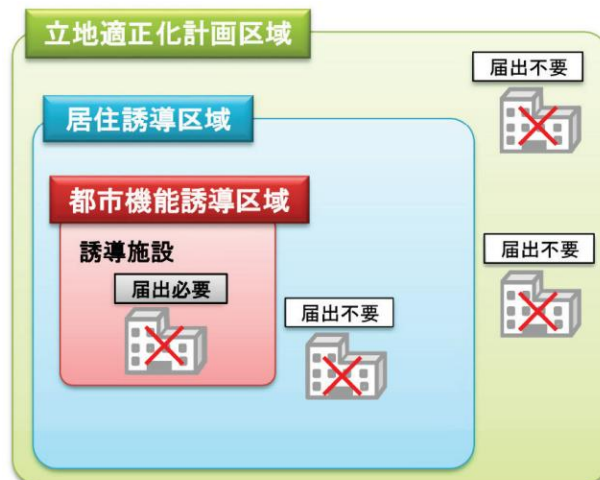 立地適正化計画区域
届出不要
居住誘導区域
都市機能誘導区域
誘導施設
届出不要
届出必要
届出不要